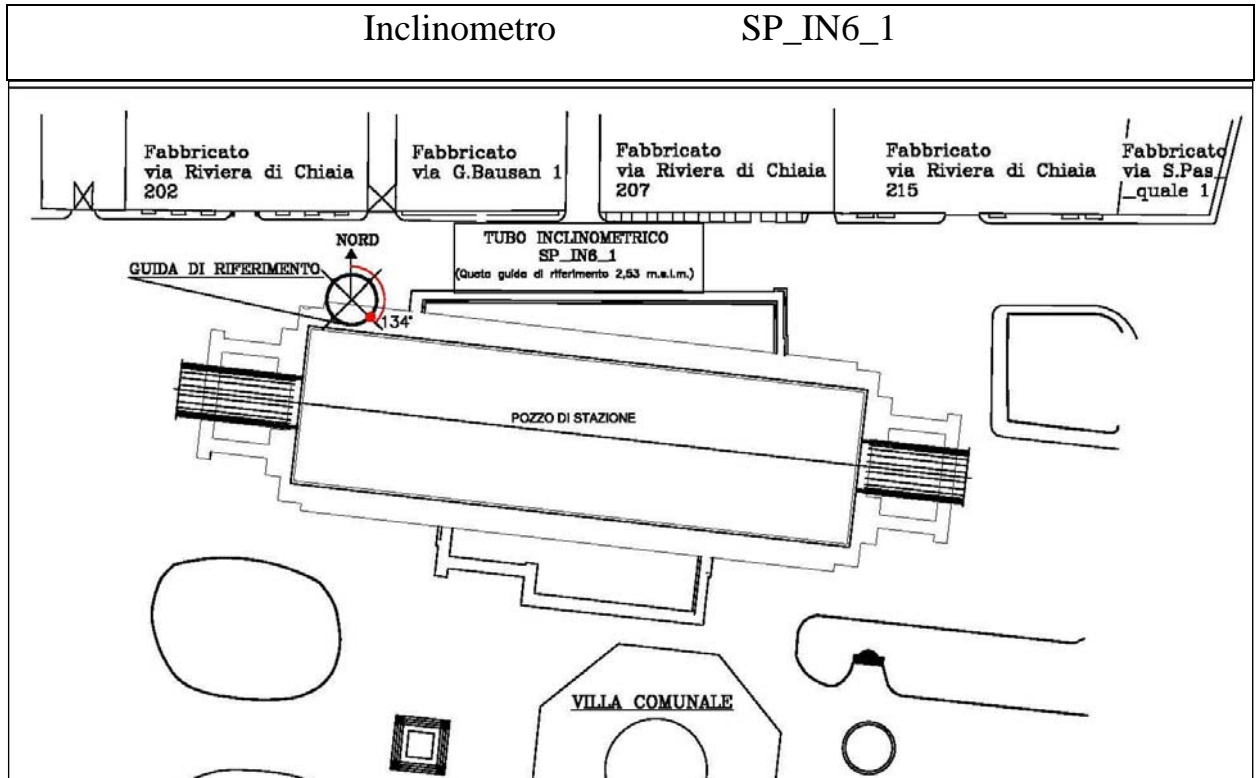 Inclinometro SP_IN6_1
Fabbricato
via Riviera di Chiaia
202
Fabbricato
via G.Bausan 1
Fabbricato
via Riviera di Chiaia
207
Fabbricato
via Riviera di Chiaia
215
Fabbricato
via S.Pas_
_quale 1
NORD
GUIDA DI RIFERIMENTO
134°
TUBO INCLINOMETRICO
SP_IN6_1
(Quota guida di riferimento 2,53 m.s.l.m.)
POZZO DI STAZIONE
VILLA COMUNALE